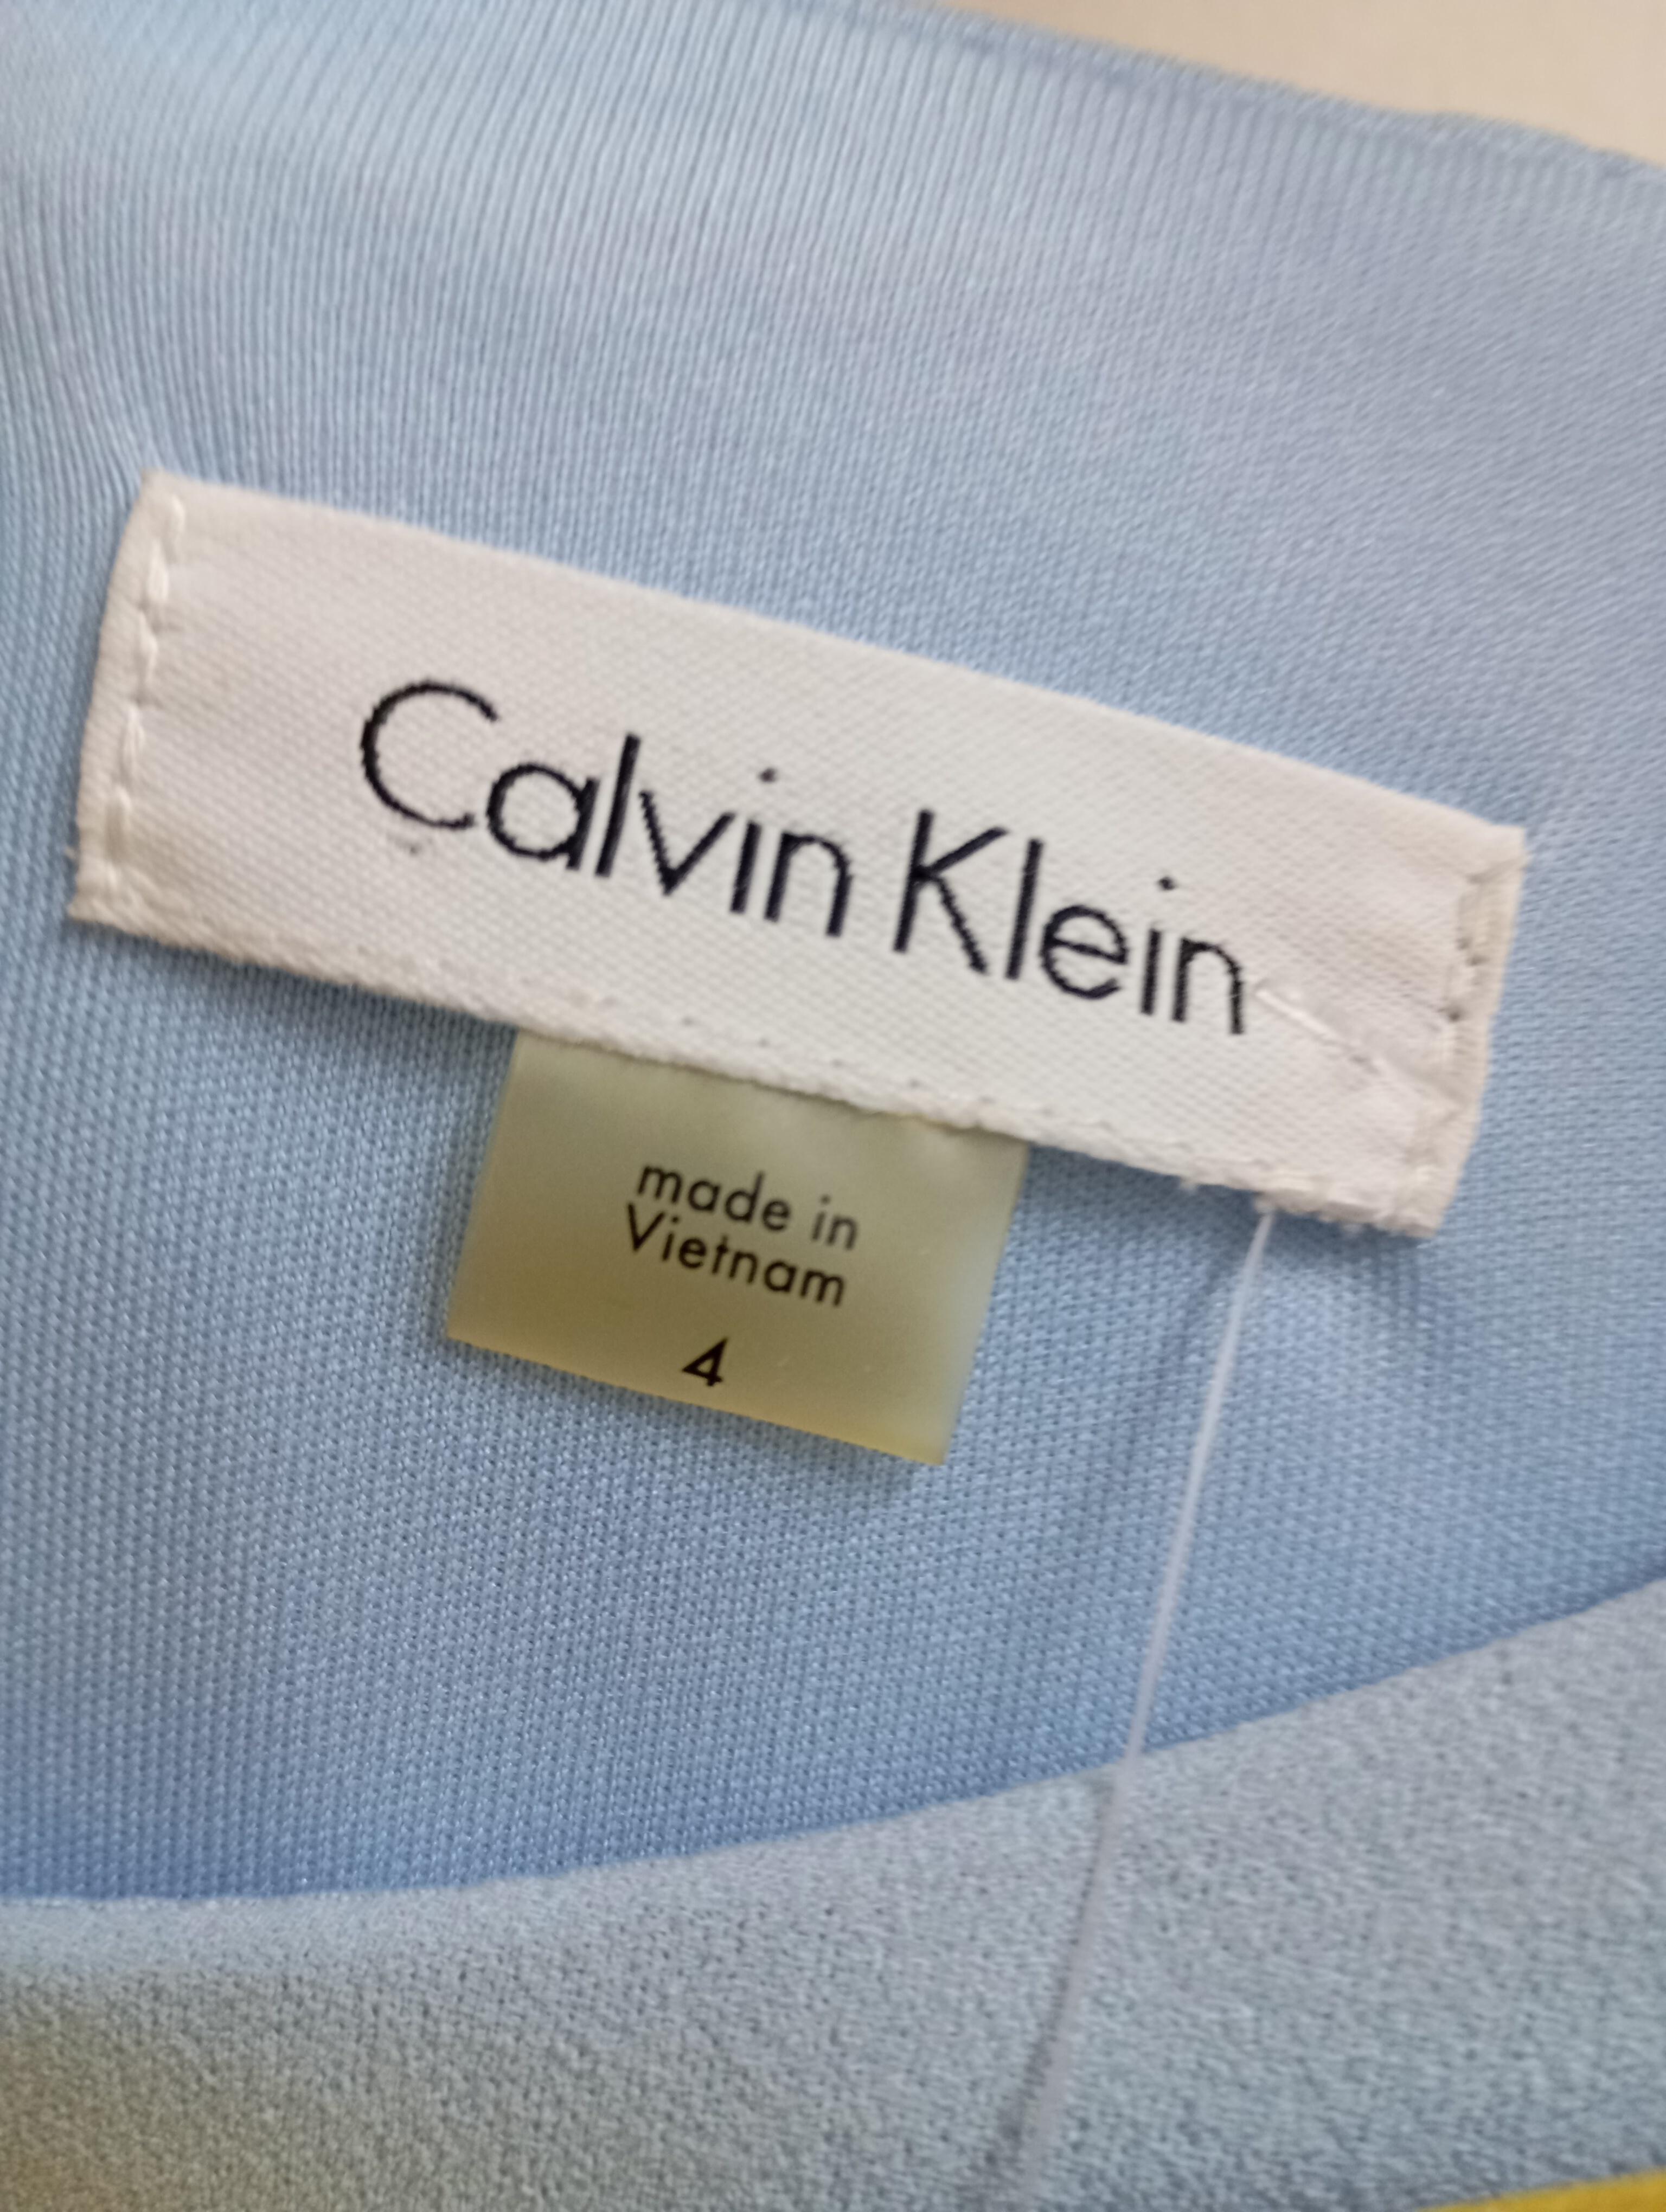 Calvin Klein
made in
Vietnam
4